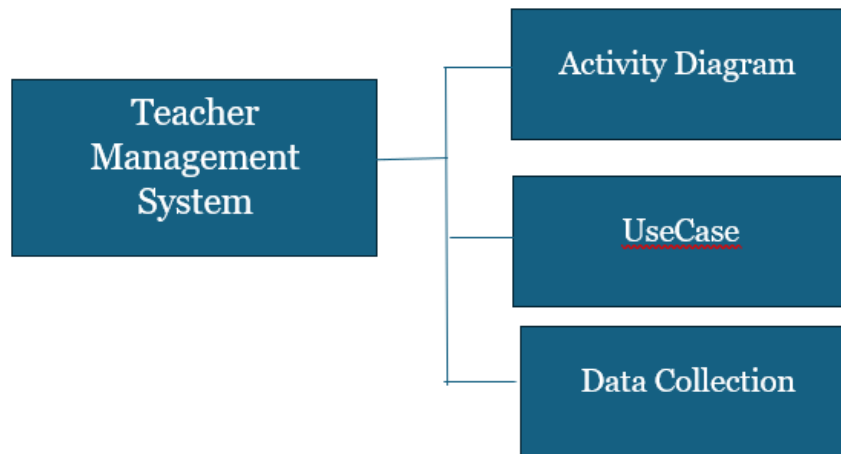 Teacher
Management
System
Activity Diagram
UseCase
Data Collection